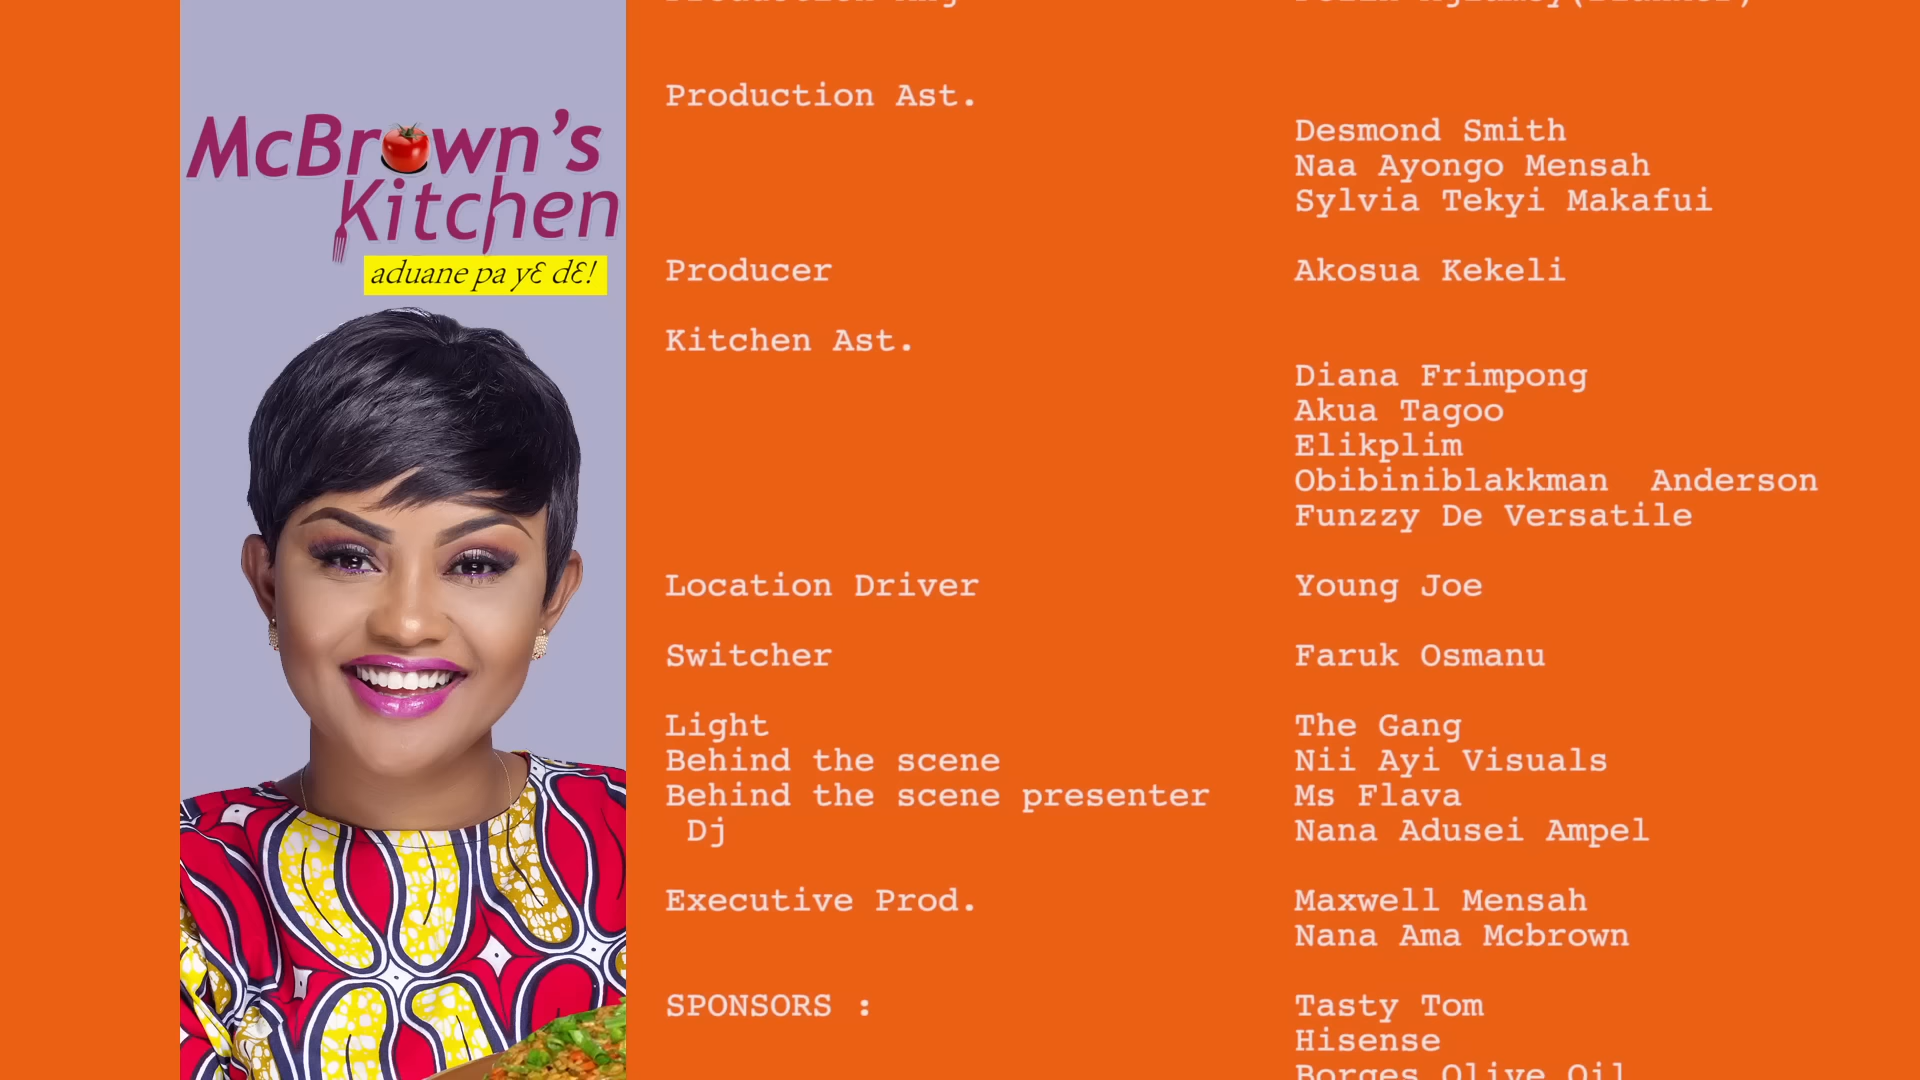 McBrown's
Kitchen
aduane pa yɛ dɛ!
Production Ast.
Desmond Smith
Naa Ayongo Mensah
Sylvia Tekyi Makafui
Producer Akosua Kekeli
Kitchen Ast.
Diana Frimpong
Akua Tagoo
Elikplim
Obibiniblakkman Anderson
Funzzy De Versatile
Location Driver Young Joe
Switcher Faruk Osmanu
Light The Gang
Behind the scene Nii Ayi Visuals
Behind the scene presenter Ms Flava
Dj Nana Adusei Ampel
Executive Prod. Maxwell Mensah
Nana Ama Mcbrown
SPONSORS : Tasty Tom
Hisense
Borges Olive Oil